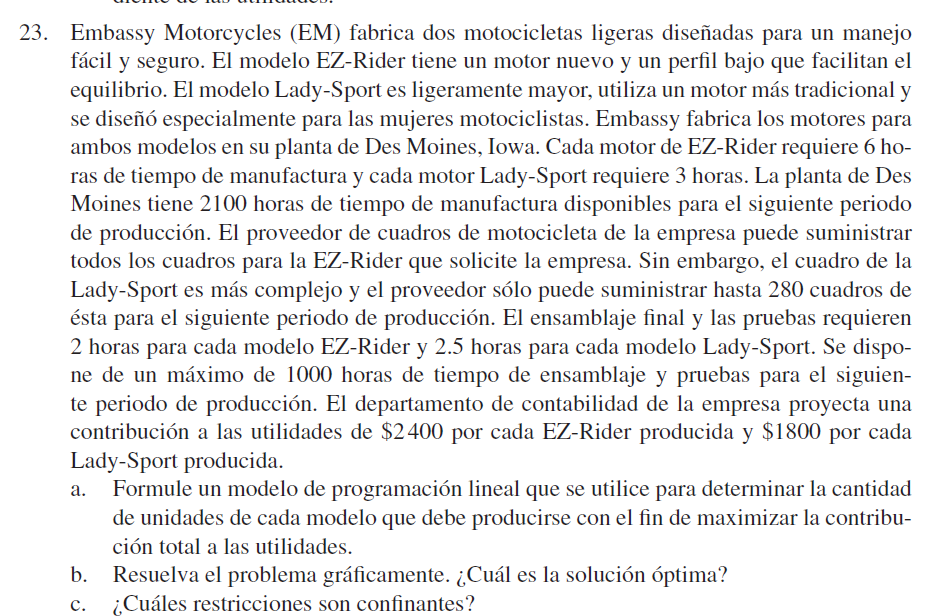 23. Embassy Motorcycles (EM) fabrica dos motocicletas ligeras diseñadas para un manejo
fácil y seguro. El modelo EZ-Rider tiene un motor nuevo y un perfil bajo que facilitan el
equilibrio. El modelo Lady-Sport es ligeramente mayor, utiliza un motor más tradicional y
se diseñó especialmente para las mujeres motociclistas. Embassy fabrica los motores para
ambos modelos en su planta de Des Moines, Iowa. Cada motor de EZ-Rider requiere 6 ho-
ras de tiempo de manufactura y cada motor Lady-Sport requiere 3 horas. La planta de Des
Moines tiene 2100 horas de tiempo de manufactura disponibles para el siguiente periodo
de producción. El proveedor de cuadros de motocicleta de la empresa puede suministrar
todos los cuadros para la EZ-Rider que solicite la empresa. Sin embargo, el cuadro de la
Lady-Sport es más complejo y el proveedor sólo puede suministrar hasta 280 cuadros de
ésta para el siguiente periodo de producción. El ensamblaje final y las pruebas requieren
2 horas para cada modelo EZ-Rider y 2.5 horas para cada modelo Lady-Sport. Se dispo-
ne de un máximo de 1000 horas de tiempo de ensamblaje y pruebas para el siguien-
te periodo de producción. El departamento de contabilidad de la empresa proyecta una
contribución a las utilidades de $2400 por cada EZ-Rider producida y $1800 por cada
Lady-Sport producida.
a. Formule un modelo de programación lineal que se utilice para determinar la cantidad
de unidades de cada modelo que debe producirse con el fin de maximizar la contribu-
ción total a las utilidades.
b. Resuelva el problema gráficamente. ¿Cuál es la solución óptima?
c. ¿Cuáles restricciones son confinantes?